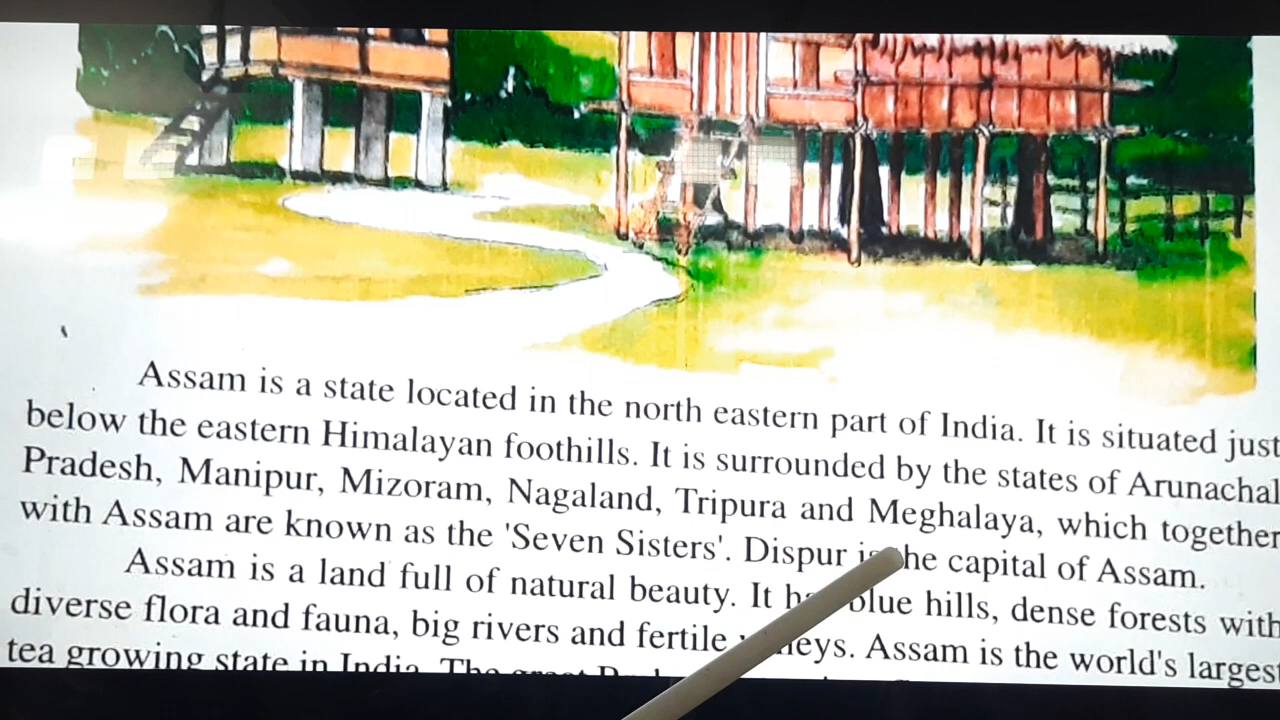 Assam is a state located in the north eastern part of India. It is situated just
below the eastern Himalayan foothills. It is surrounded by the states of Arunachal
Pradesh, Manipur, Mizoram, Nagaland, Tripura and Meghalaya, which together
with Assam are known as the 'Seven Sisters'. Dispur is the capital of Assam.
Assam is a land full of natural beauty. It blue hills, dense forests with
diverse flora and fauna, big rivers and fertile Assam is the world's largest
tea growing state in India. The great